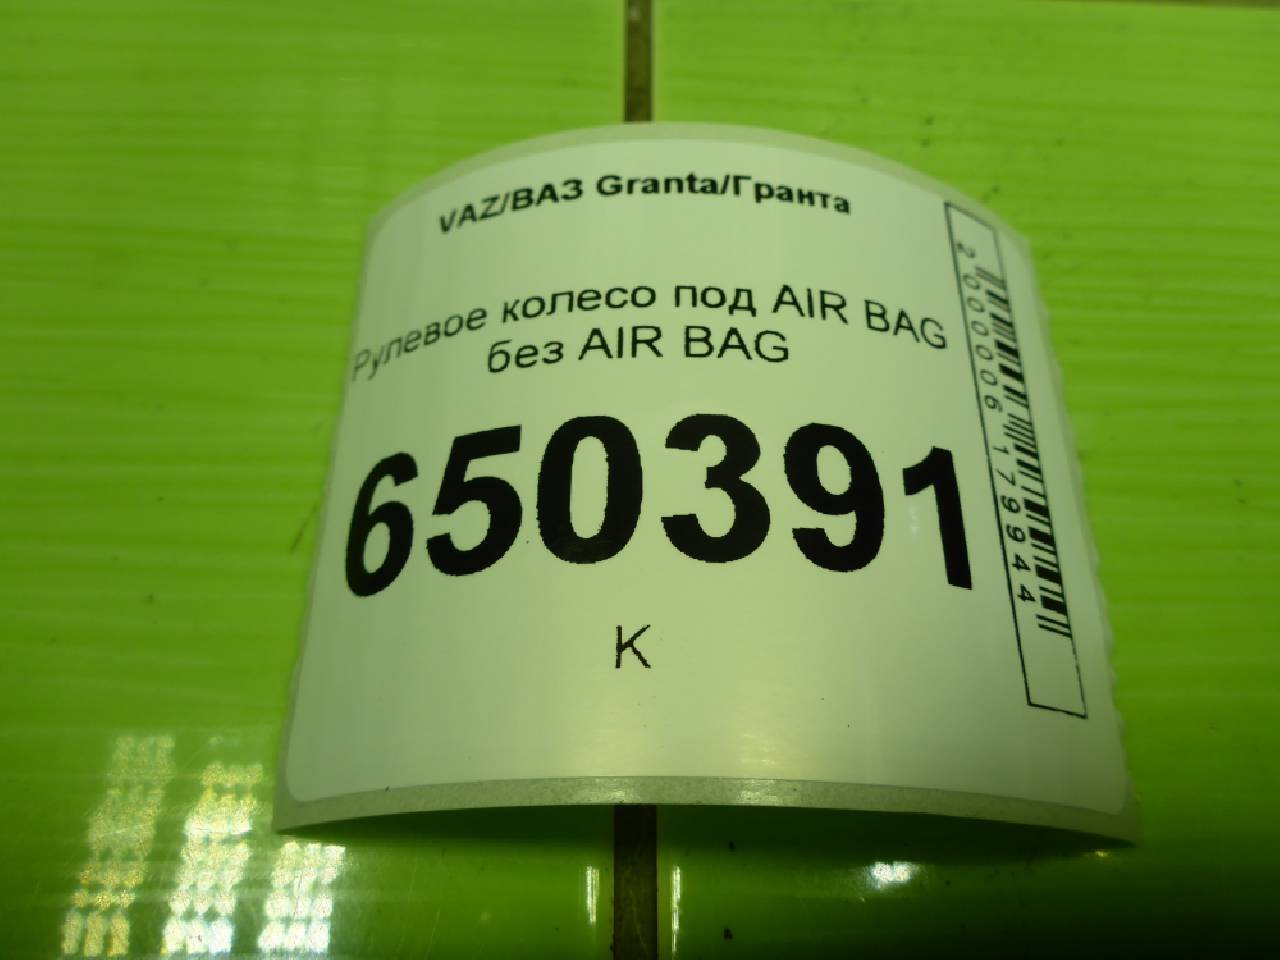 VAZ/ВАЗ Granta/Гранта
Рулевое колесо под AIR BAG
без AIR BAG
650391
К
2000006179944